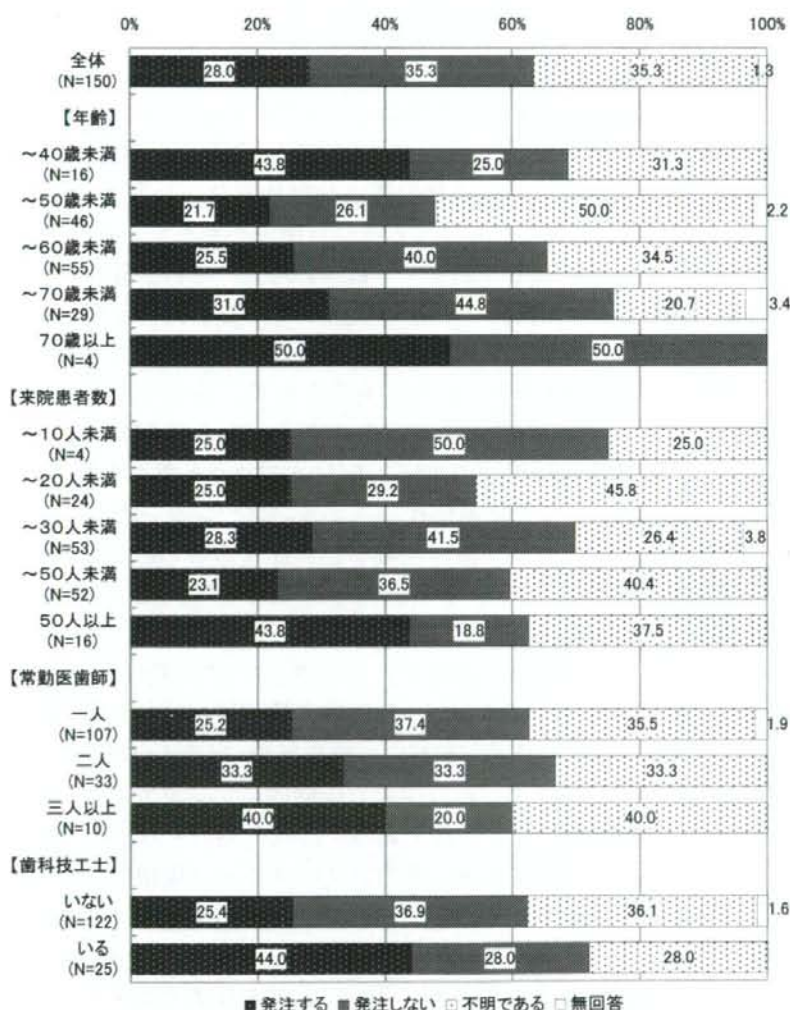 0% 20% 40% 60% 80% 100%
全体 28.0 35.3 35.3 1.3
(N=150)
【年齢】
～40歳未満 43.8 25.0 31.3
(N=16)
～50歳未満 21.7 26.1 50.0 2.2
(N=46)
～60歳未満 25.5 40.0 34.5
(N=55)
～70歳未満 31.0 44.8 20.7 3.4
(N=29)
70歳以上 50.0 50.0
(N=4)
【来院患者数】
～10人未満 25.0 50.0 25.0
(N=4)
～20人未満 25.0 29.2 45.8
(N=24)
～30人未満 28.3 41.5 26.4 3.8
(N=53)
～50人未満 23.1 36.5 40.4
(N=52)
50人以上 43.8 18.8 37.5
(N=16)
【常勤医歯師】
一人 25.2 37.4 35.5 1.9
(N=107)
二人 33.3 33.3 33.3
(N=33)
三人以上 40.0 20.0 40.0
(N=10)
【歯科技工士】
いない 25.4 36.9 36.1 1.6
(N=122)
いる 44.0 28.0 28.0
(N=25)
発注する 発注しない 不明である 無回答